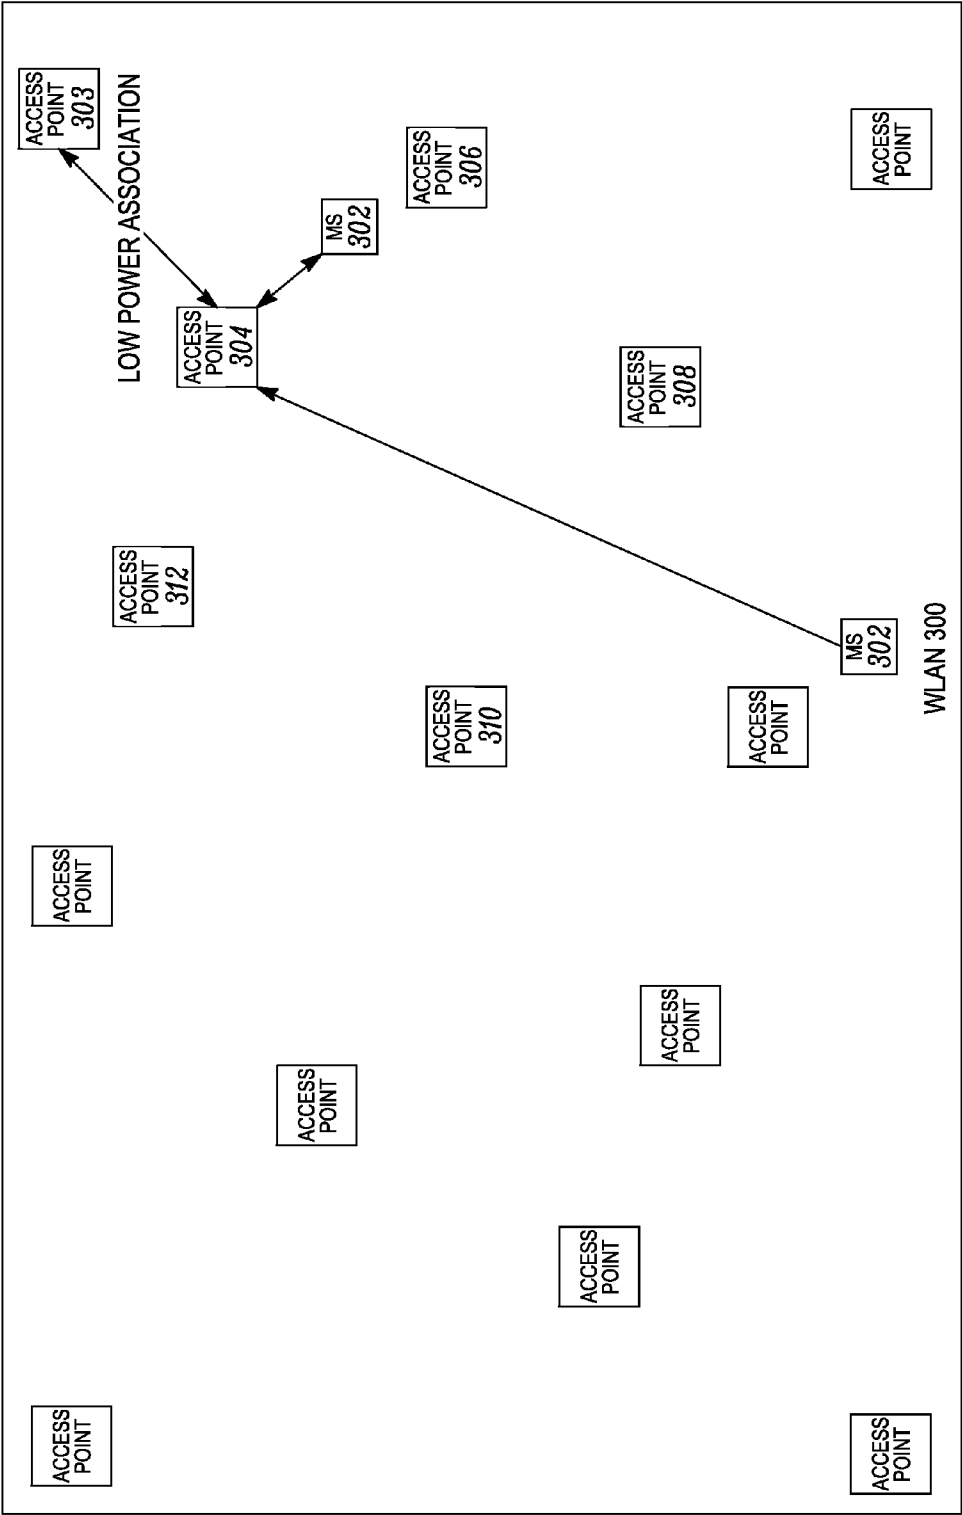 ACCESS
POINT
ACCESS
POINT
ACCESS
POINT
303
LOW POWER ASSOCIATION
ACCESS
POINT
312
ACCESS
POINT
304
ACCESS
POINT
MS
302
ACCESS
POINT
310
ACCESS
POINT
306
ACCESS
POINT
ACCESS
POINT
ACCESS
POINT
308
ACCESS
POINT
MS
302
ACCESS
POINT
ACCESS
POINT
WLAN 300